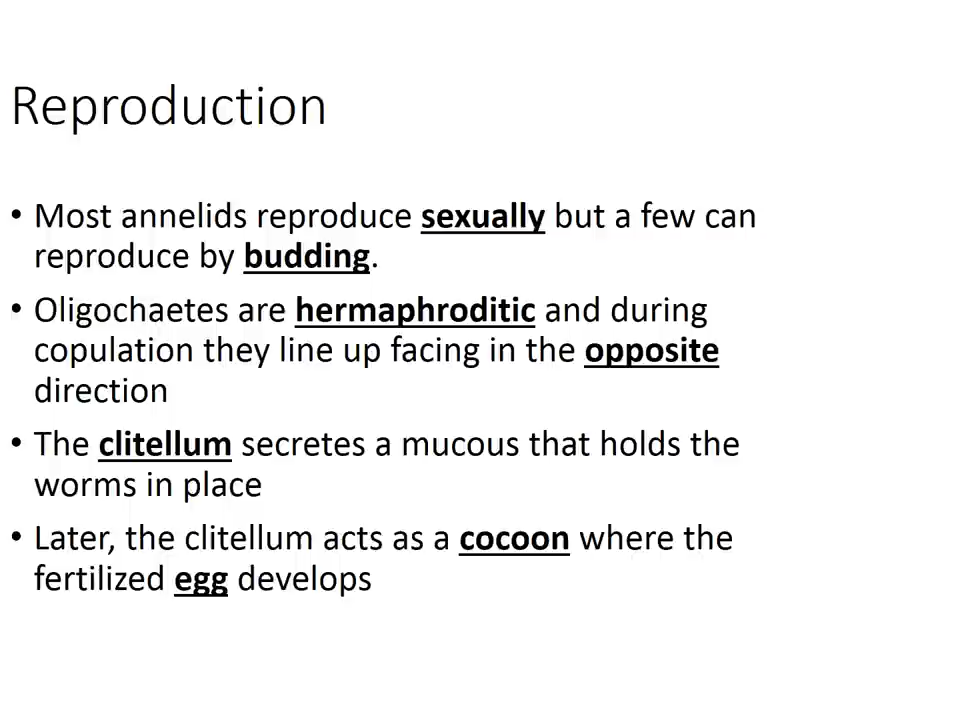 Reproduction
• Most annelids reproduce sexually but a few can
reproduce by budding.
• Oligochaetes are hermaphroditic and during
copulation they line up facing in the opposite
direction
• The clitellum secretes a mucous that holds the
worms in place
• Later, the clitellum acts as a cocoon where the
fertilized egg develops